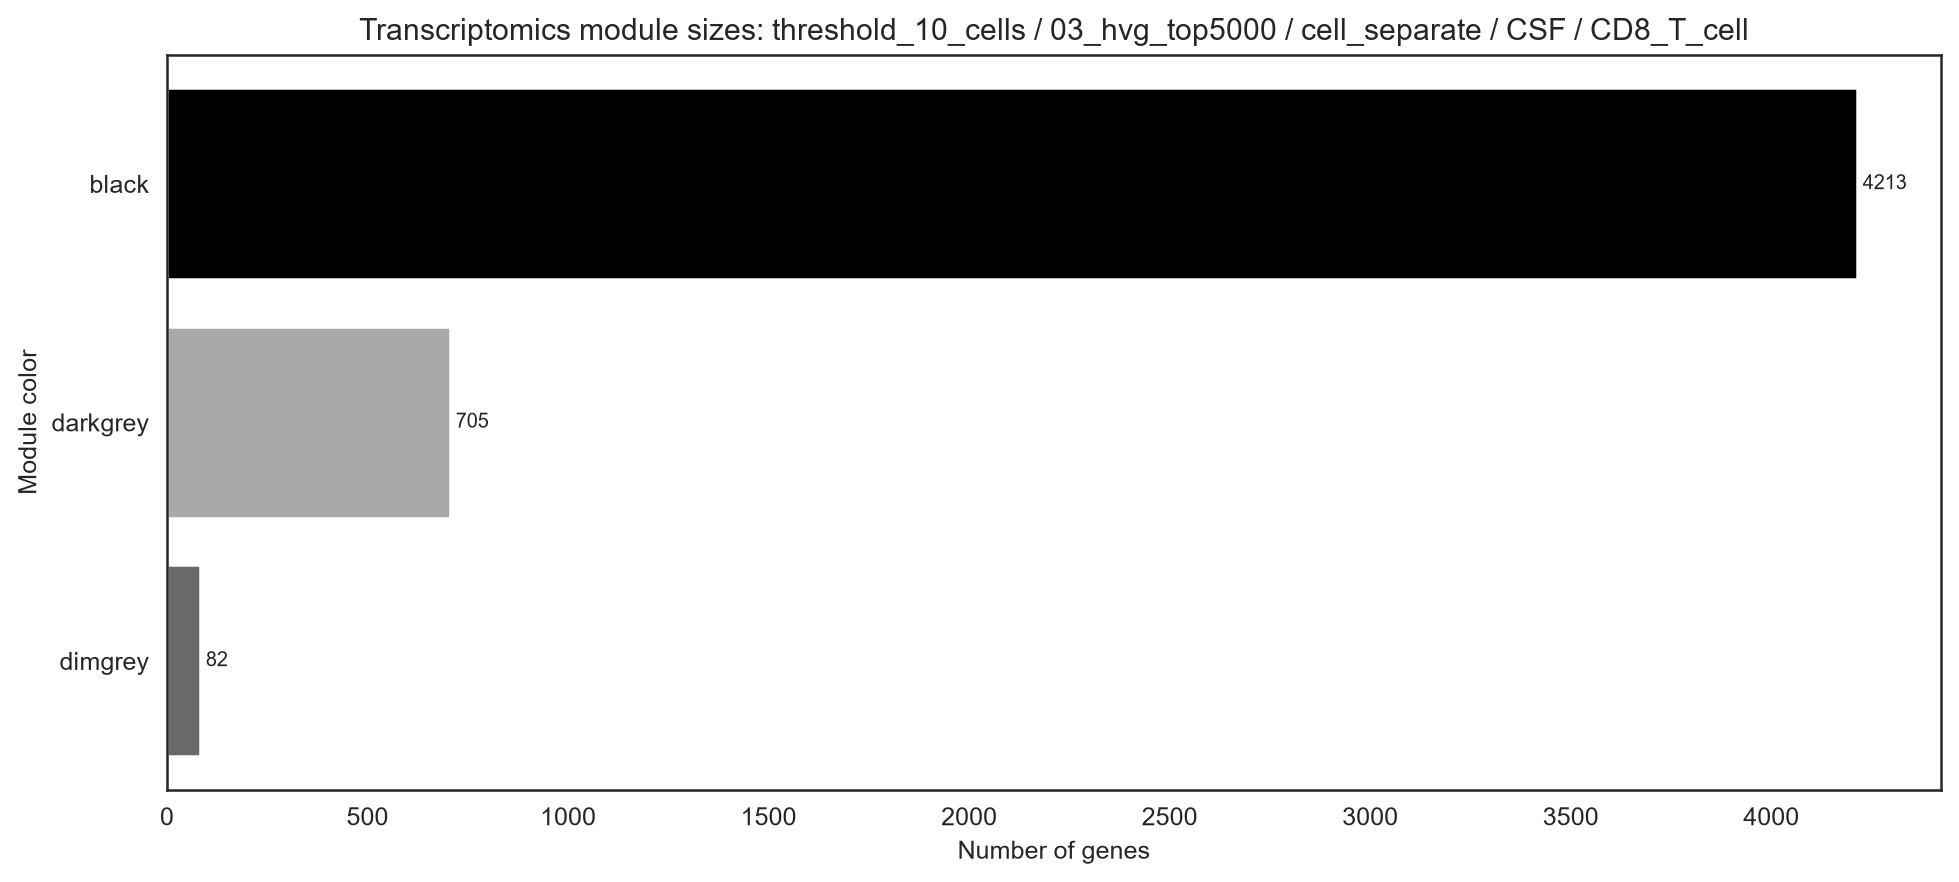 Transcriptomics module sizes: threshold_10_cells / 03_hvg_top5000 / cell_separate / CSF / CD8_T_cell
Module color
black
4213
darkgrey
705
dimgrey
82
0 500 1000 1500 2000 2500 3000 3500 4000
Number of genes